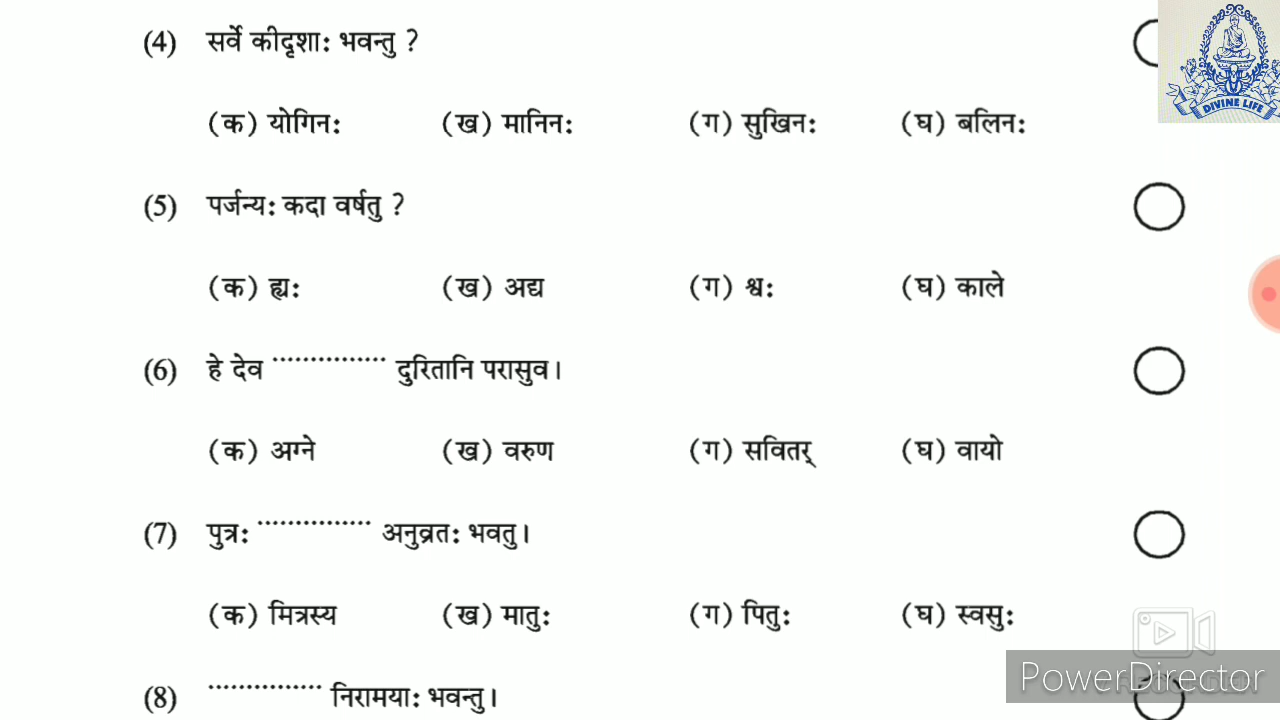 (4) सर्वे कीदृशाः भवन्तु ?
DIVINE LIFE
(क) योगिनः (ख) मानिनः (ग) सुखिनः (घ) बलिनः
(5) पर्जन्यः कदा वर्षतु ?
(क) ह्यः (ख) अद्य (ग) श्वः (घ) काले
(6) हे देव ............... दुरितानि परासुव।
(क) अग्ने (ख) वरुण (ग) सवितर् (घ) वायो
(7) पुत्रः ............... अनुव्रतः भवतु।
(क) मित्रस्य (ख) मातुः (ग) पितुः (घ) स्वसुः
PowerDirector
(8) ............... निरामयाः भवन्तु।